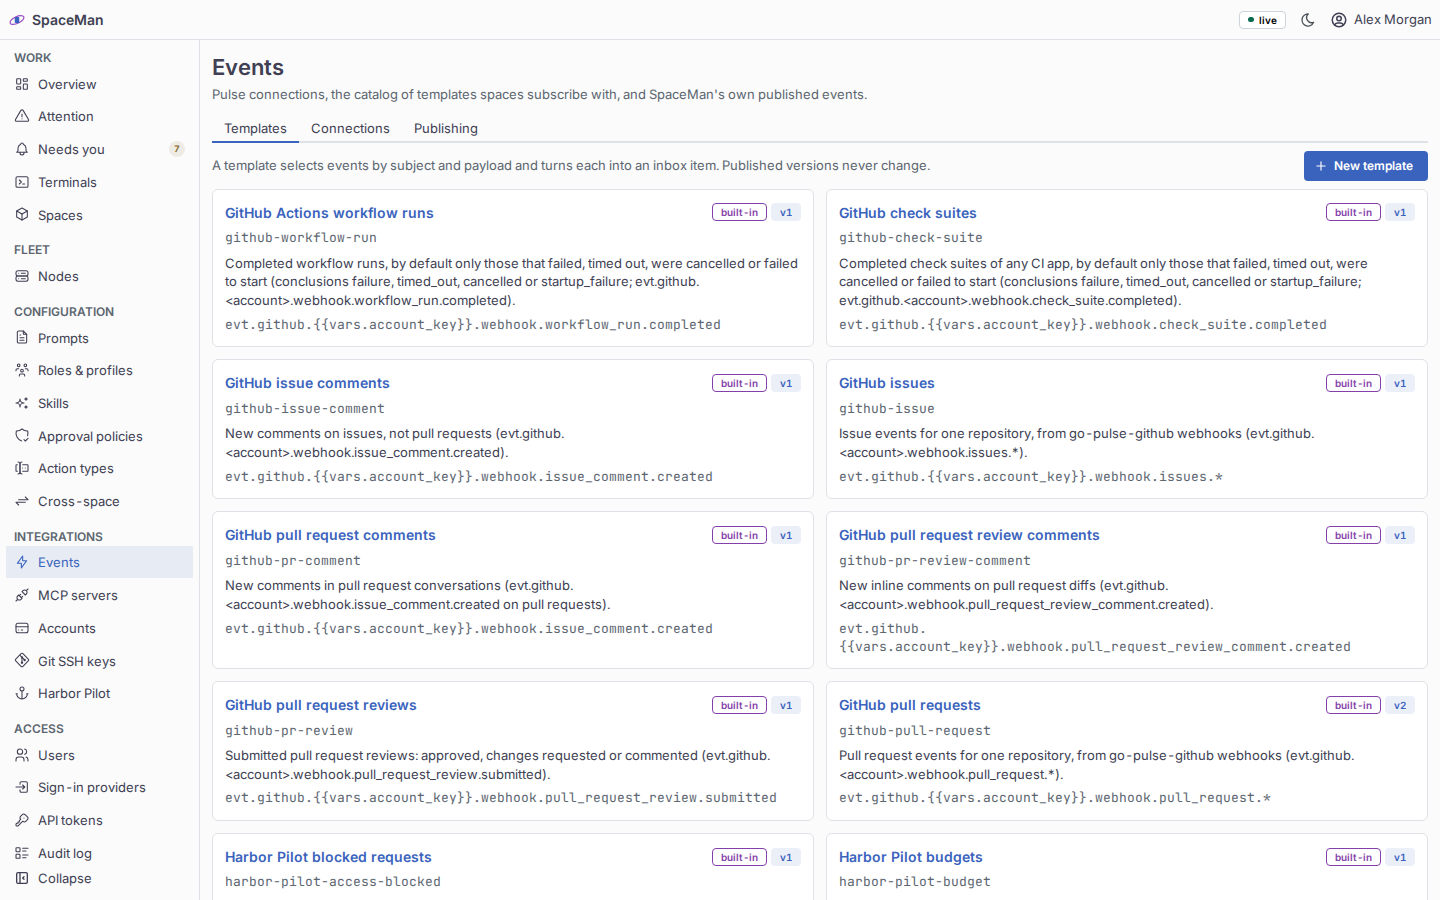 SpaceMan
live
Alex Morgan
WORK
Overview
Attention
Needs you
7
Terminals
Spaces
FLEET
Nodes
CONFIGURATION
Prompts
Roles & profiles
Skills
Approval policies
Action types
Cross-space
INTEGRATIONS
Events
MCP servers
Accounts
Git SSH keys
Harbor Pilot
ACCESS
Users
Sign-in providers
API tokens
Audit log
Collapse
Events
Pulse connections, the catalog of templates spaces subscribe with, and SpaceMan's own published events.
Templates
Connections
Publishing
A template selects events by subject and payload and turns each into an inbox item. Published versions never change.
New template
GitHub Actions workflow runs
built-in
v1
github-workflow-run
Completed workflow runs, by default only those that failed, timed out, were cancelled or failed
to start (conclusions failure, timed_out, cancelled or startup_failure; evt.github.
<account>.webhook.workflow_run.completed).
evt.github.{{vars.account_key}}.webhook.workflow_run.completed
GitHub check suites
built-in
v1
github-check-suite
Completed check suites of any CI app, by default only those that failed, timed out, were
cancelled or failed to start (conclusions failure, timed_out, cancelled or startup_failure;
evt.github.<account>.webhook.check_suite.completed).
evt.github.{{vars.account_key}}.webhook.check_suite.completed
GitHub issue comments
built-in
v1
github-issue-comment
New comments on issues, not pull requests (evt.github.
<account>.webhook.issue_comment.created).
evt.github.{{vars.account_key}}.webhook.issue_comment.created
GitHub issues
built-in
v1
github-issue
Issue events for one repository, from go-pulse-github webhooks (evt.github.
<account>.webhook.issues.*).
evt.github.{{vars.account_key}}.webhook.issues.*
GitHub pull request comments
built-in
v1
github-pr-comment
New comments in pull request conversations (evt.github.
<account>.webhook.issue_comment.created on pull requests).
evt.github.{{vars.account_key}}.webhook.issue_comment.created
GitHub pull request review comments
built-in
v1
github-pr-review-comment
New inline comments on pull request diffs (evt.github.
<account>.webhook.pull_request_review_comment.created).
evt.github.
{{vars.account_key}}.webhook.pull_request_review_comment.created
GitHub pull request reviews
built-in
v1
github-pr-review
Submitted pull request reviews: approved, changes requested or commented (evt.github.
<account>.webhook.pull_request_review.submitted).
evt.github.{{vars.account_key}}.webhook.pull_request_review.submitted
GitHub pull requests
built-in
v2
github-pull-request
Pull request events for one repository, from go-pulse-github webhooks (evt.github.
<account>.webhook.pull_request.*).
evt.github.{{vars.account_key}}.webhook.pull_request.*
Harbor Pilot blocked requests
built-in
v1
harbor-pilot-access-blocked
Harbor Pilot budgets
built-in
v1
harbor-pilot-budget